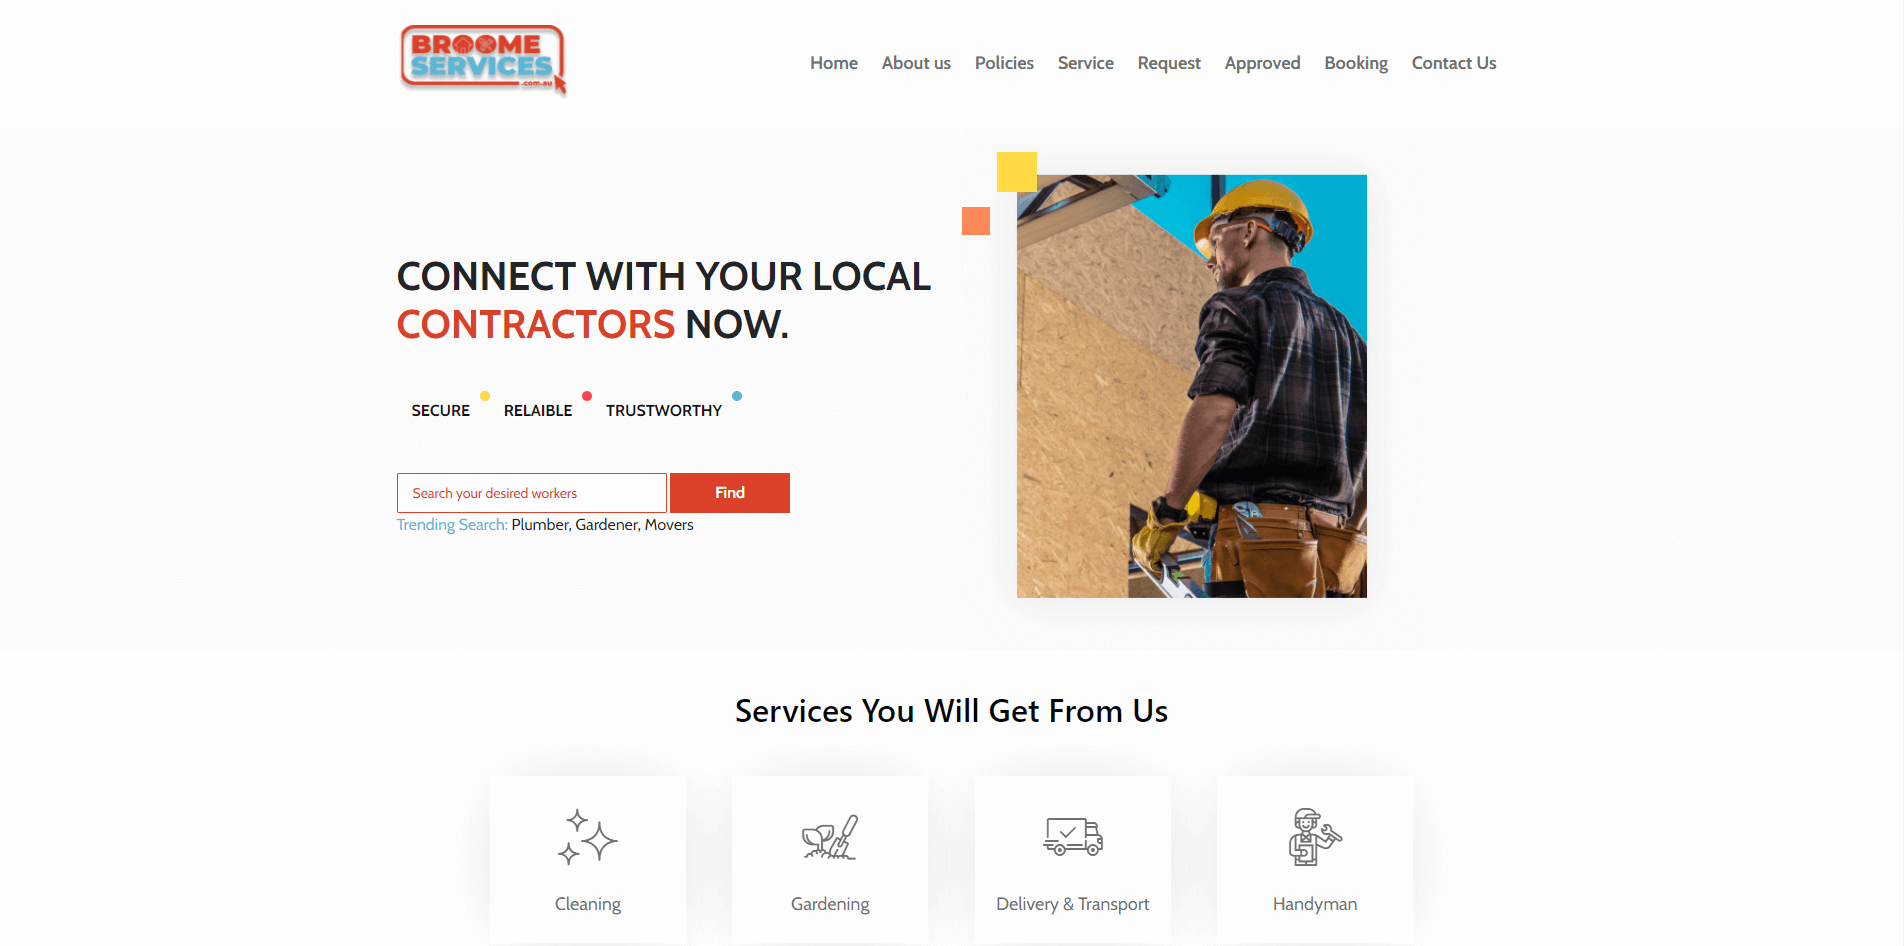 BROOME
SERVICES
.com.au
Home About us Policies Service Request Approved Booking Contact Us
CONNECT WITH YOUR LOCAL
CONTRACTORS NOW.
SECURE RELAIBLE TRUSTWORTHY
Search your desired workers Find
Trending Search: Plumber, Gardener, Movers
Services You Will Get From Us
Cleaning Gardening Delivery & Transport Handyman